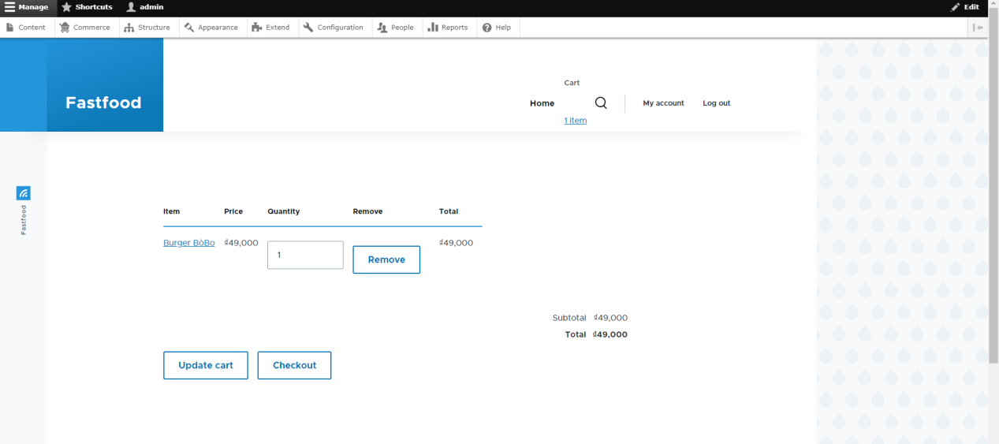 Manage Shortcuts admin Edit
Content Commerce Structure Appearance Extend Configuration People Reports Help
Fastfood
Cart
Home My account Log out
1 item
Fastfood
Item Price Quantity Remove Total
Burger BòBo ₫49,000 1 Remove ₫49,000
Subtotal ₫49,000
Total ₫49,000
Update cart Checkout